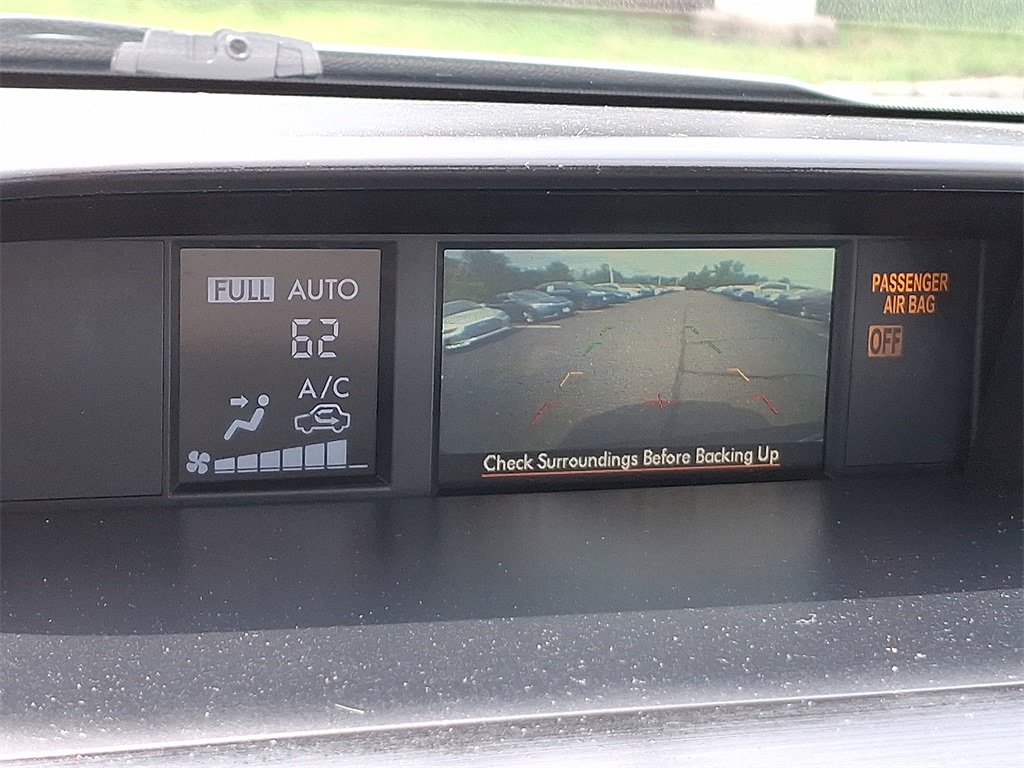 FULL AUTO
62
A/C
Check Surroundings Before Backing Up
PASSENGER
AIR BAG
OFF